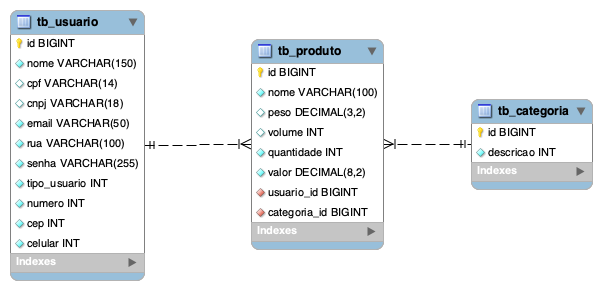 tb_usuario
id BIGINT
nome VARCHAR(150)
cpf VARCHAR(14)
cnpj VARCHAR(18)
email VARCHAR(50)
rua VARCHAR(100)
senha VARCHAR(255)
tipo_usuario INT
numero INT
cep INT
celular INT
Indexes
tb_produto
id BIGINT
nome VARCHAR(100)
peso DECIMAL(3,2)
volume INT
quantidade INT
valor DECIMAL(8,2)
usuario_id BIGINT
categoria_id BIGINT
Indexes
tb_categoria
id BIGINT
descricao INT
Indexes